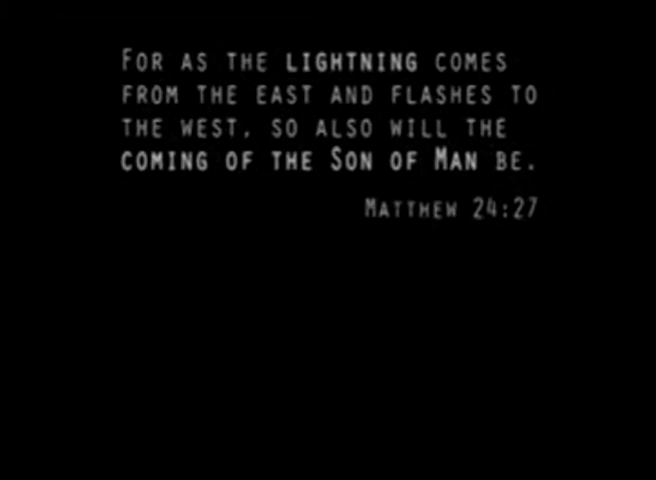 For as the lightning comes
from the east and flashes to
the west, so also will the
coming of the Son of Man be.
Matthew 24:27